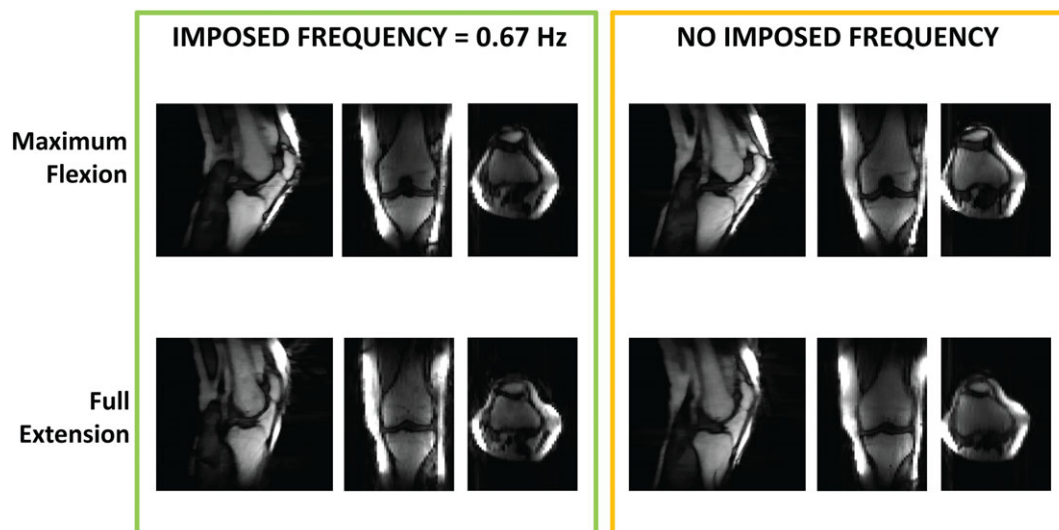 IMPOSED FREQUENCY = 0.67 Hz
NO IMPOSED FREQUENCY
Maximum
Flexion
Full
Extension